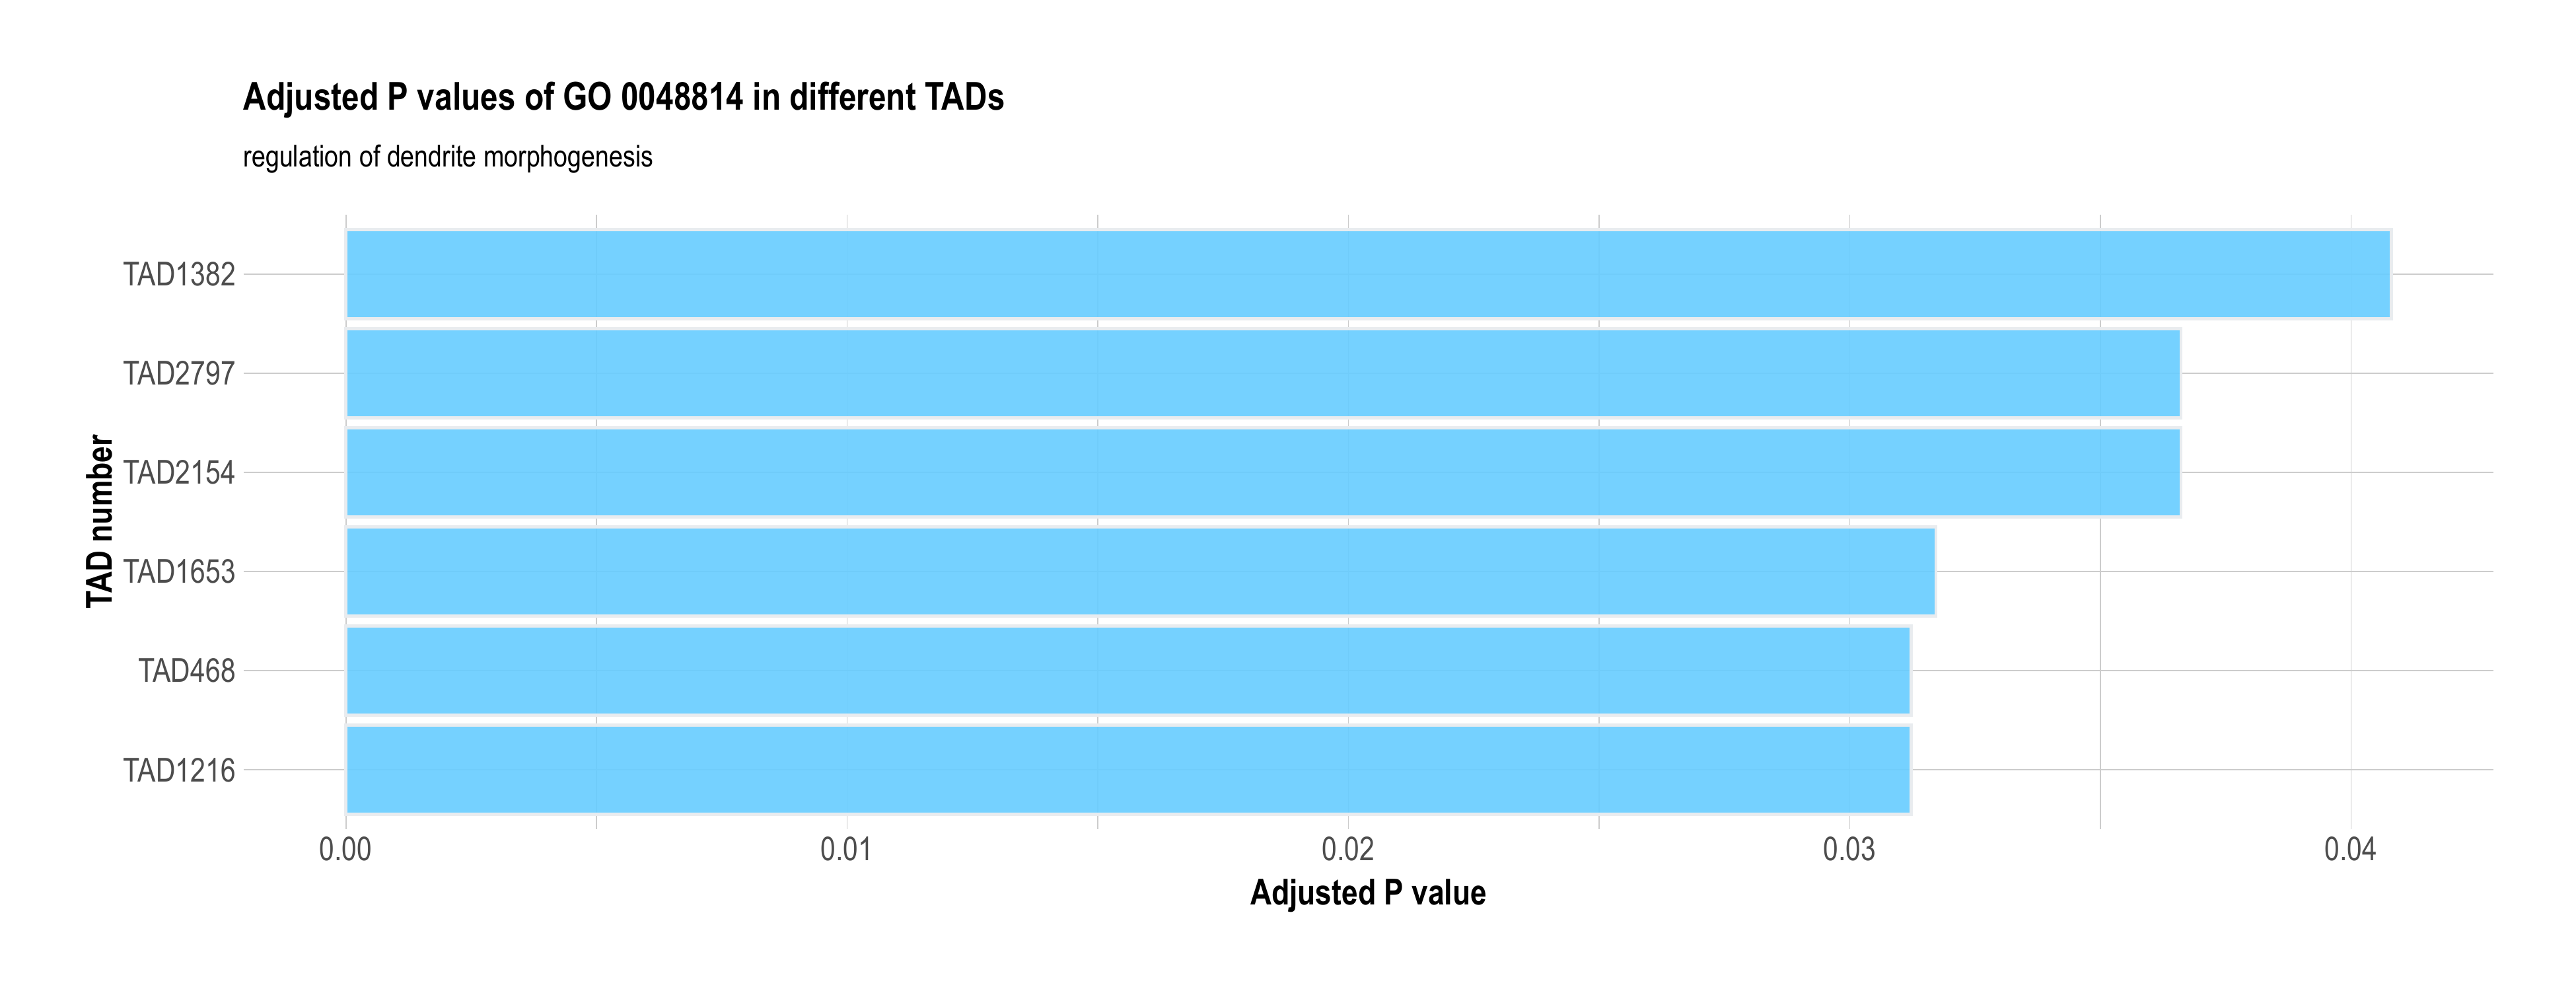 Adjusted P values of GO 0048814 in different TADs
regulation of dendrite morphogenesis
TAD number
TAD1382
TAD2797
TAD2154
TAD1653
TAD468
TAD1216
0.00 0.01 0.02 0.03 0.04
Adjusted P value